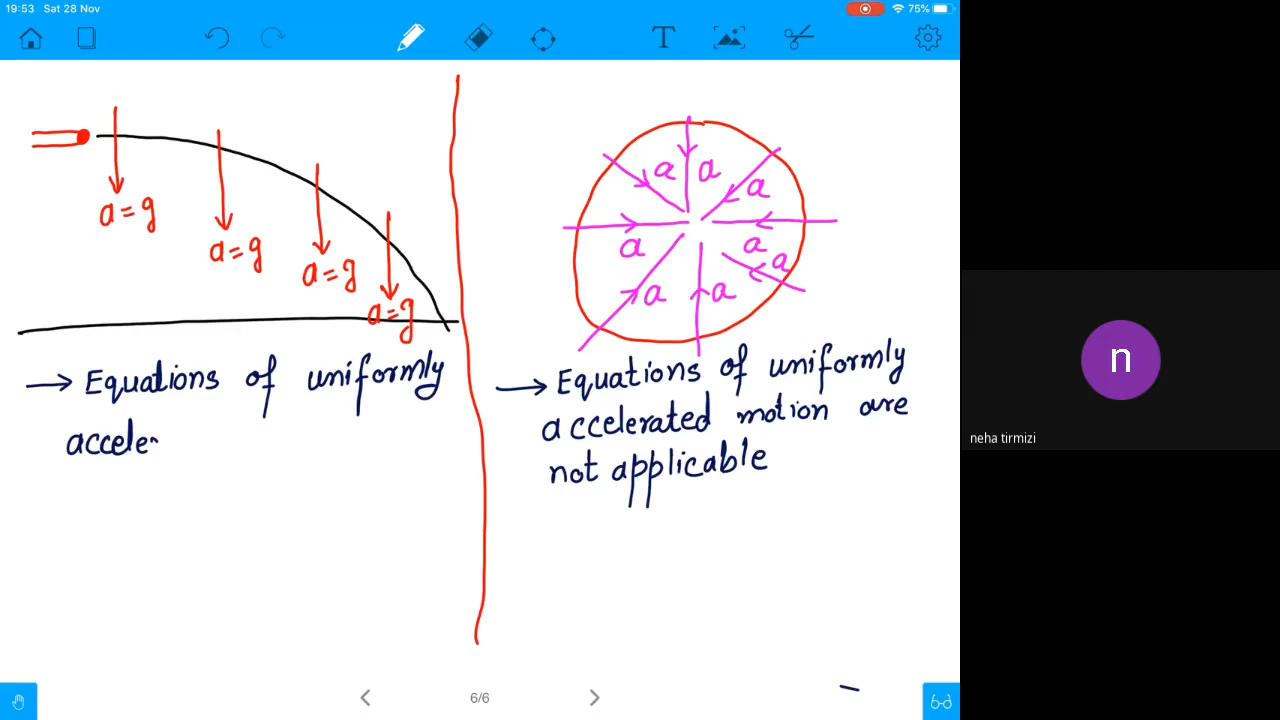 19:53 Sat 28 Nov
75%
T
a = g
a = g
a = g
a = g
→ Equations of uniformly
accele
a a
a
a
a
a
a
a
→ Equations of uniformly
accelerated motion are
not applicable
n
neha tirmizi
6/6